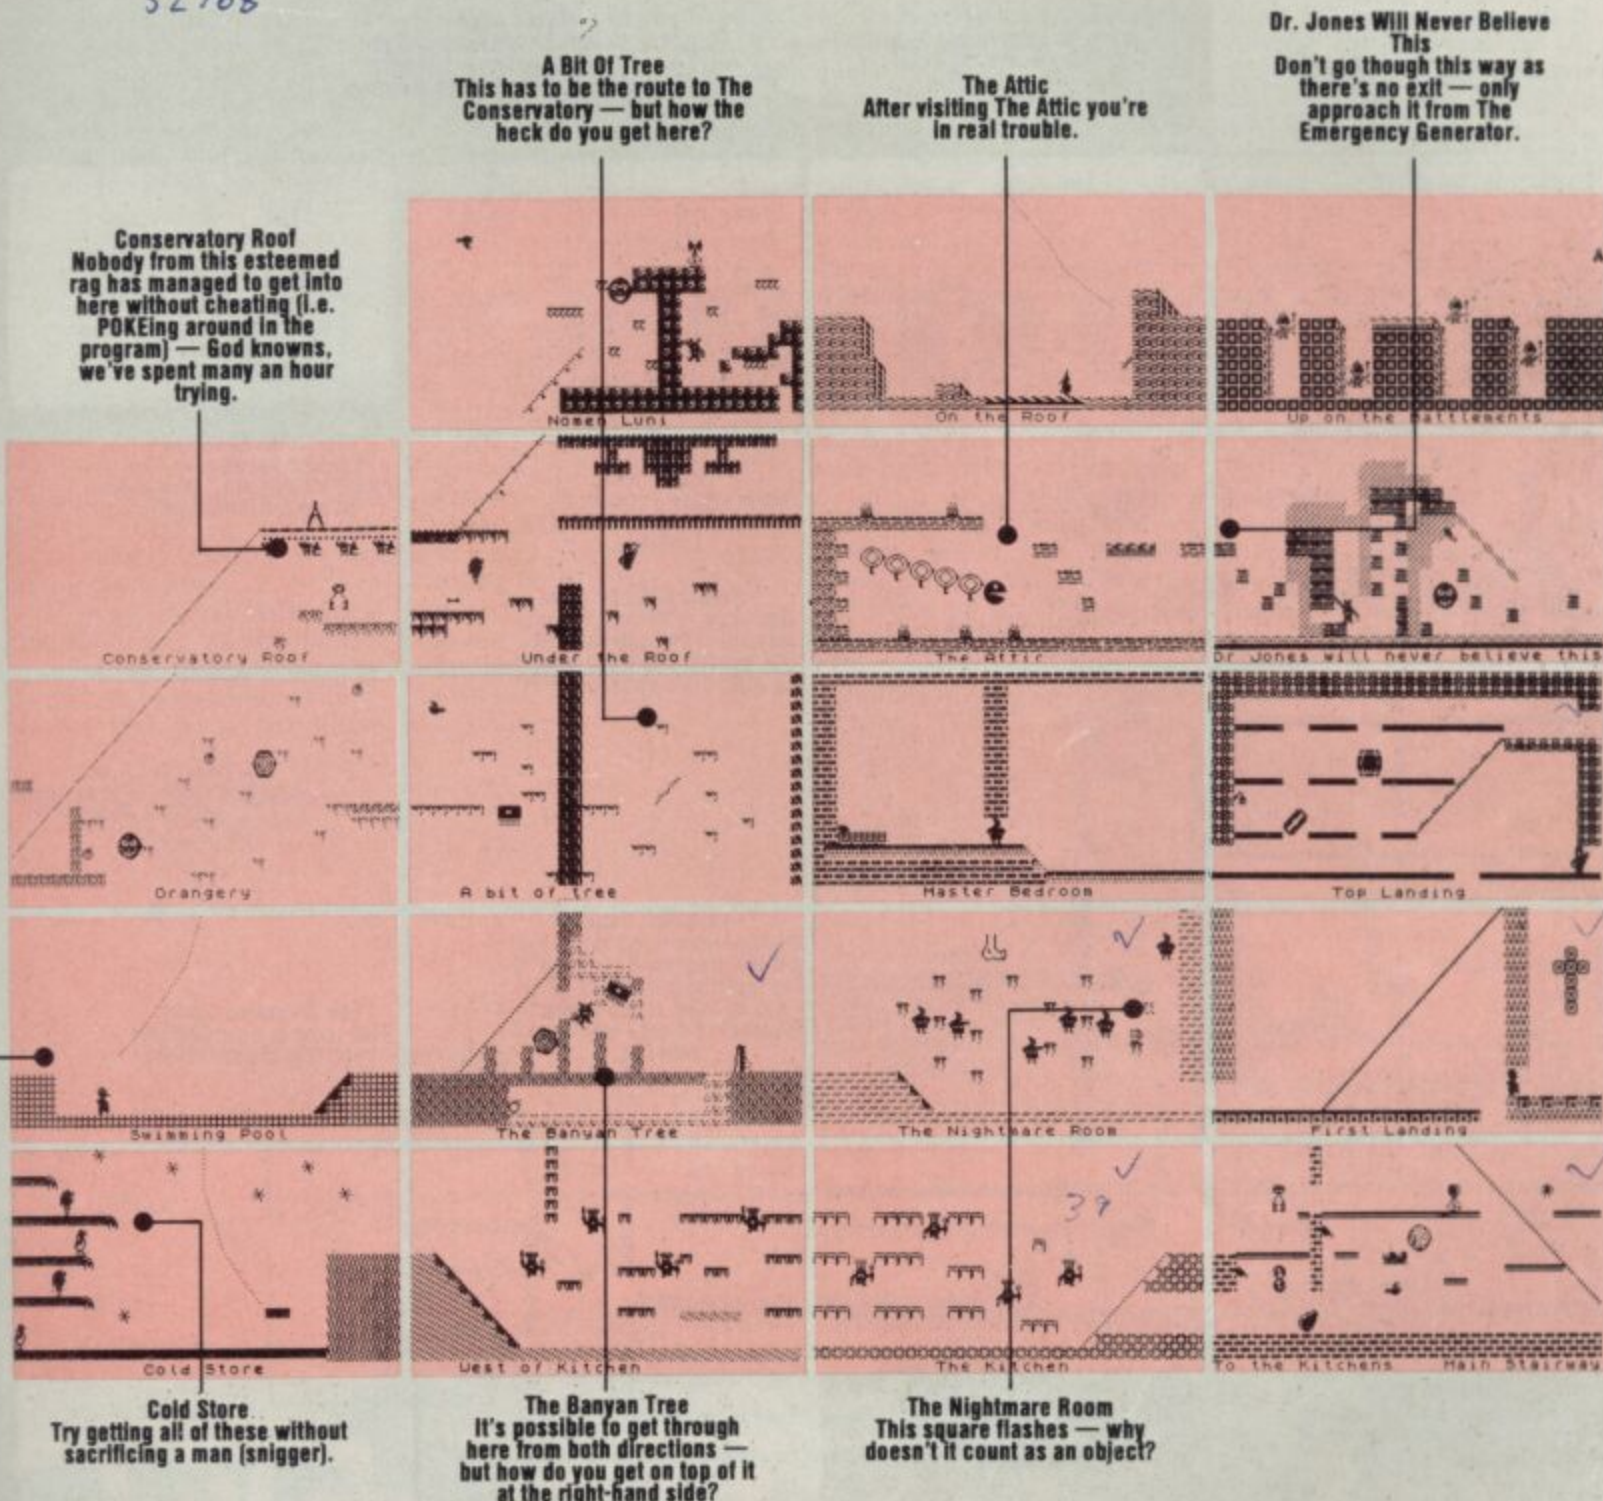 52708
Dr. Jones Will Never Believe
This
Don't go though this way as
there's no exit — only
approach it from The
Emergency Generator.
A Bit Of Tree
This has to be the route to The
Conservatory — but how the
heck do you get here?
The Attic
After visiting The Attic you're
in real trouble.
Conservatory Roof
Nobody from this esteemed
rag has managed to get into
here without cheating (i.e.
POKEing around in the
program) — God knowns,
we've spent many an hour
trying.
Nomen Luni
On the Roof
Up on the Battlements
Conservatory Roof
Under the Roof
The Attic
Dr Jones will never believe this
Orangery
A bit of tree
Master Bedroom
Top Landing
Swimming Pool
The Banyan Tree
The Nightmare Room
First Landing
Cold Store
West of Kitchen
The Kitchen
To the Kitchens Main Stairway
Cold Store
Try getting all of these without
sacrificing a man (snigger).
The Banyan Tree
It's possible to get through
here from both directions —
but how do you get on top of it
at the right-hand side?
The Nightmare Room
This square flashes — why
doesn't it count as an object?